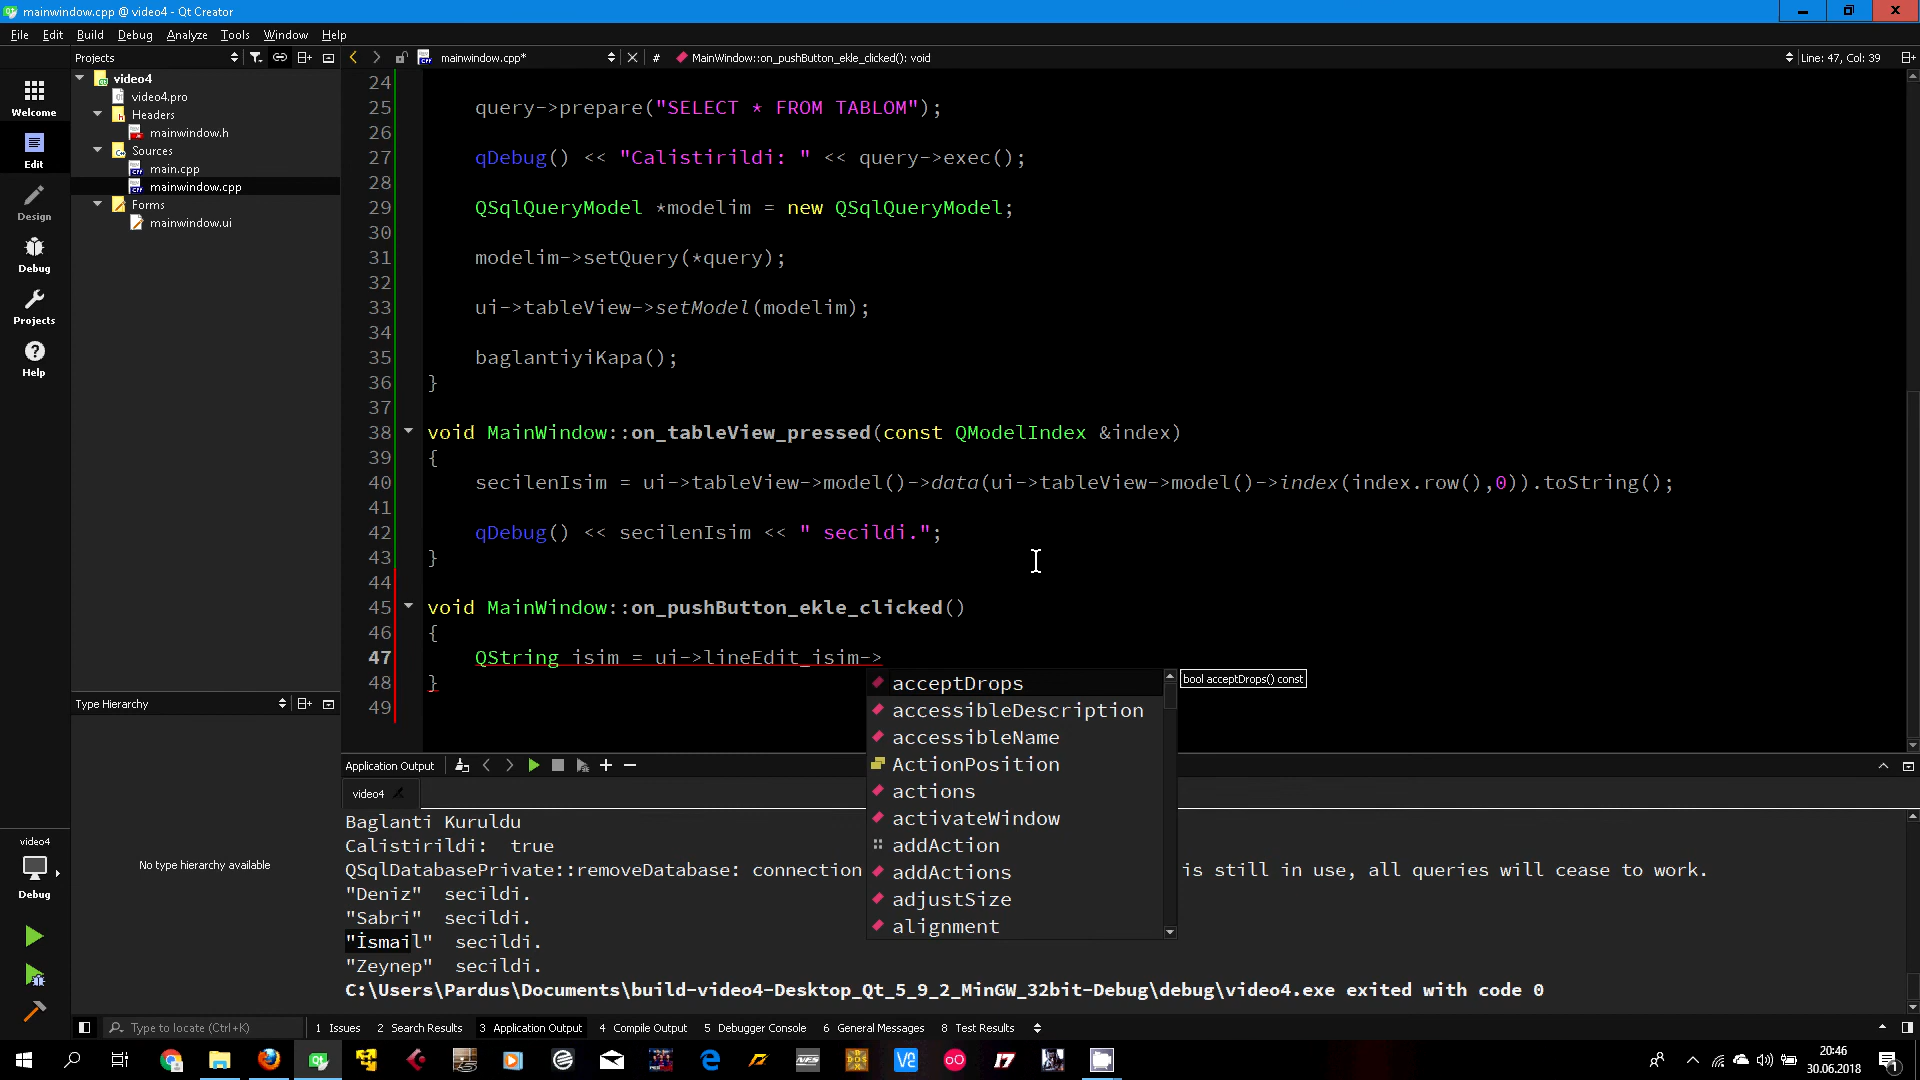 mainwindow.cpp @ video4 - Qt Creator
File Edit Build Debug Analyze Tools Window Help
Projects
mainwindow.cpp*
#
MainWindow::on_pushButton_ekle_clicked(): void
Line: 47, Col: 39
Welcome
Edit
Design
Debug
Projects
Help
video4
video4.pro
Headers
mainwindow.h
Sources
main.cpp
mainwindow.cpp
Forms
mainwindow.ui
24
25 query->prepare("SELECT * FROM TABLOM");
26
27 qDebug() << "Calistirildi: " << query->exec();
28
29 QSqlQueryModel *modelim = new QSqlQueryModel;
30
31 modelim->setQuery(*query);
32
33 ui->tableView->setModel(modelim);
34
35 baglantiyiKapa();
36 }
37
38 void MainWindow::on_tableView_pressed(const QModelIndex &index)
39 {
40 secilenIsim = ui->tableView->model()->data(ui->tableView->model()->index(index.row(),0)).toString();
41
42 qDebug() << secilenIsim << " secildi.";
43 }
44
45 void MainWindow::on_pushButton_ekle_clicked()
46 {
47 QString isim = ui->lineEdit_isim->
48 }
49
acceptDrops
accessibleDescription
accessibleName
ActionPosition
actions
activateWindow
addAction
addActions
adjustSize
alignment
bool acceptDrops() const
Type Hierarchy
No type hierarchy available
video4
Debug
Application Output
video4
Baglanti Kuruldu
Calistirildi: true
QSqlDatabasePrivate::removeDatabase: connection is still in use, all queries will cease to work.
"Deniz" secildi.
"Sabri" secildi.
"İsmail" secildi.
"Zeynep" secildi.
C:\Users\Pardus\Documents\build-video4-Desktop_Qt_5_9_2_MinGW_32bit-Debug\debug\video4.exe exited with code 0
Type to locate (Ctrl+K)
1 Issues 2 Search Results 3 Application Output 4 Compile Output 5 Debugger Console 6 General Messages 8 Test Results
20:46
30.06.2018